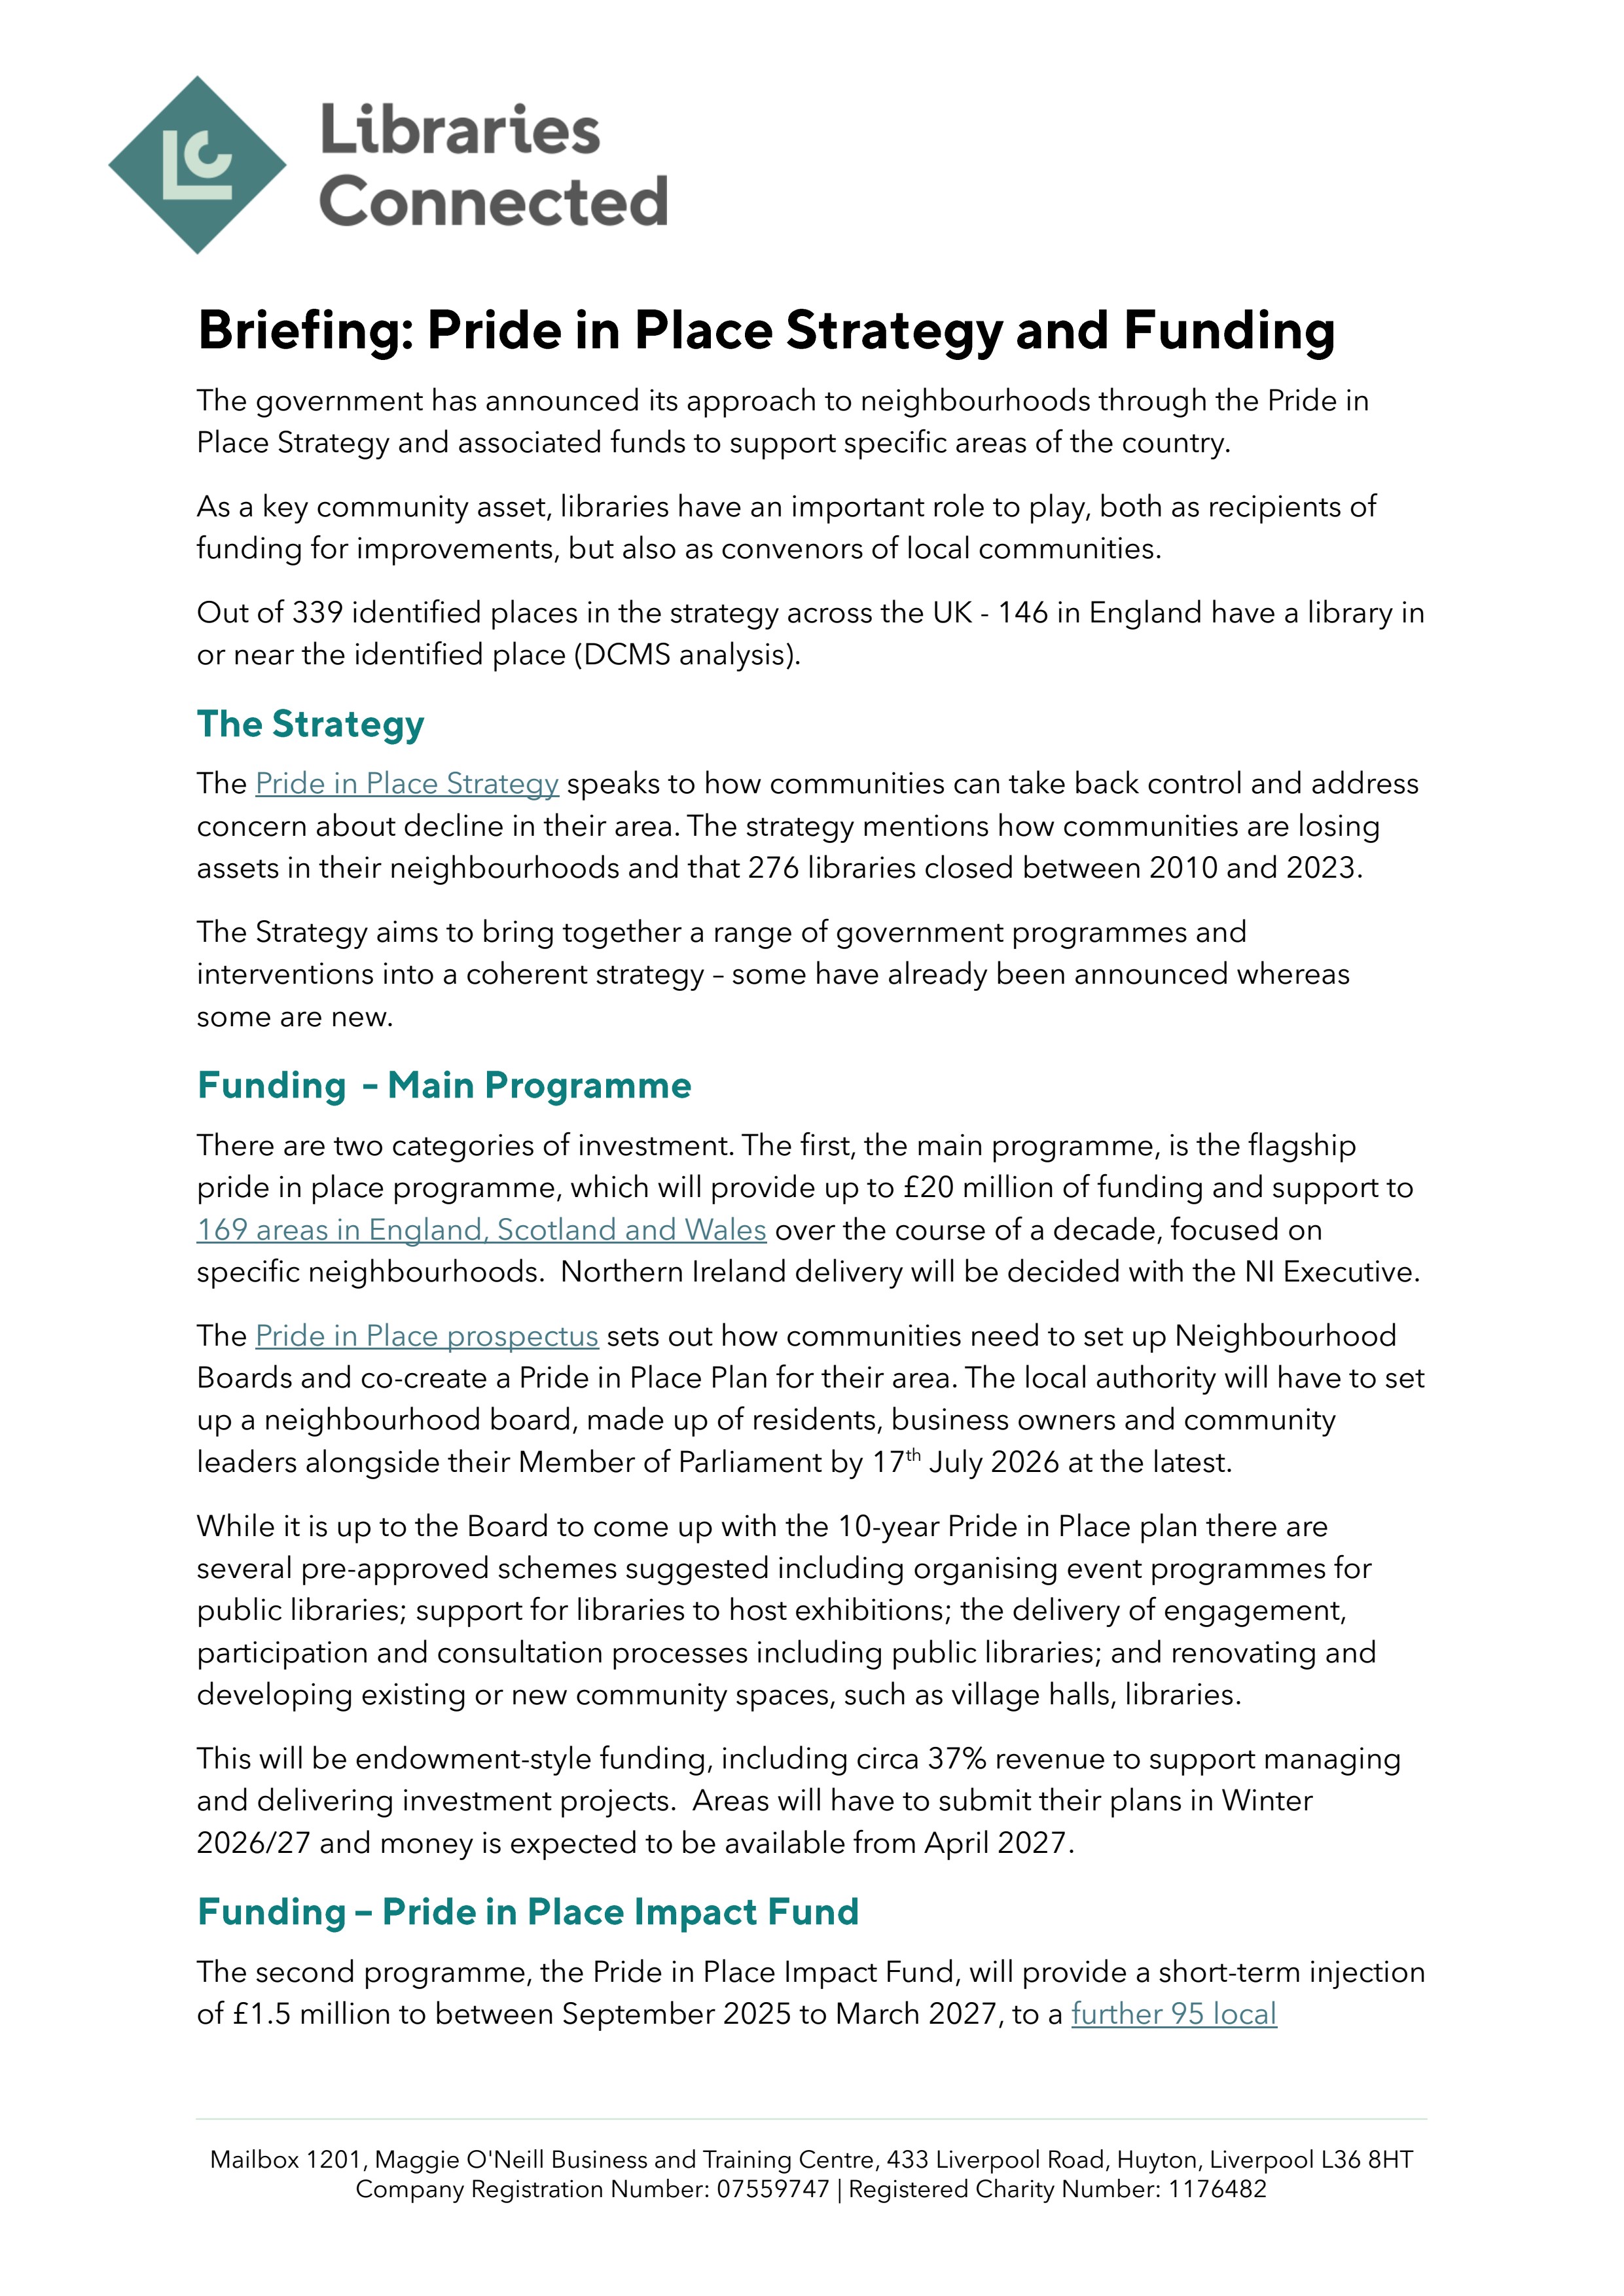 Libraries
Connected
Briefing: Pride in Place Strategy and Funding
The government has announced its approach to neighbourhoods through the Pride in
Place Strategy and associated funds to support specific areas of the country.
As a key community asset, libraries have an important role to play, both as recipients of
funding for improvements, but also as convenors of local communities.
Out of 339 identified places in the strategy across the UK - 146 in England have a library in
or near the identified place (DCMS analysis).
The Strategy
The Pride in Place Strategy speaks to how communities can take back control and address
concern about decline in their area. The strategy mentions how communities are losing
assets in their neighbourhoods and that 276 libraries closed between 2010 and 2023.
The Strategy aims to bring together a range of government programmes and
interventions into a coherent strategy – some have already been announced whereas
some are new.
Funding – Main Programme
There are two categories of investment. The first, the main programme, is the flagship
pride in place programme, which will provide up to £20 million of funding and support to
169 areas in England, Scotland and Wales over the course of a decade, focused on
specific neighbourhoods. Northern Ireland delivery will be decided with the NI Executive.
The Pride in Place prospectus sets out how communities need to set up Neighbourhood
Boards and co-create a Pride in Place Plan for their area. The local authority will have to set
up a neighbourhood board, made up of residents, business owners and community
leaders alongside their Member of Parliament by 17th July 2026 at the latest.
While it is up to the Board to come up with the 10-year Pride in Place plan there are
several pre-approved schemes suggested including organising event programmes for
public libraries; support for libraries to host exhibitions; the delivery of engagement,
participation and consultation processes including public libraries; and renovating and
developing existing or new community spaces, such as village halls, libraries.
This will be endowment-style funding, including circa 37% revenue to support managing
and delivering investment projects. Areas will have to submit their plans in Winter
2026/27 and money is expected to be available from April 2027.
Funding – Pride in Place Impact Fund
The second programme, the Pride in Place Impact Fund, will provide a short-term injection
of £1.5 million to between September 2025 to March 2027, to a further 95 local
Mailbox 1201, Maggie O'Neill Business and Training Centre, 433 Liverpool Road, Huyton, Liverpool L36 8HT
Company Registration Number: 07559747 | Registered Charity Number: 1176482